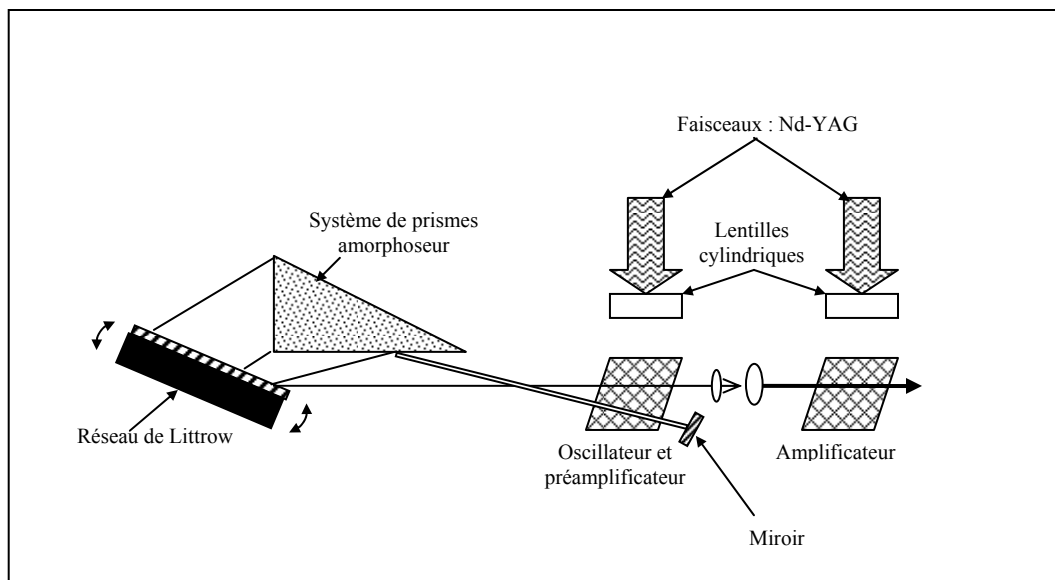 Faisceaux : Nd-YAG
Système de prismes
amorphoseur
Lentilles
cylindriques
Réseau de Littrow
Oscillateur et
préamplificateur
Amplificateur
Miroir